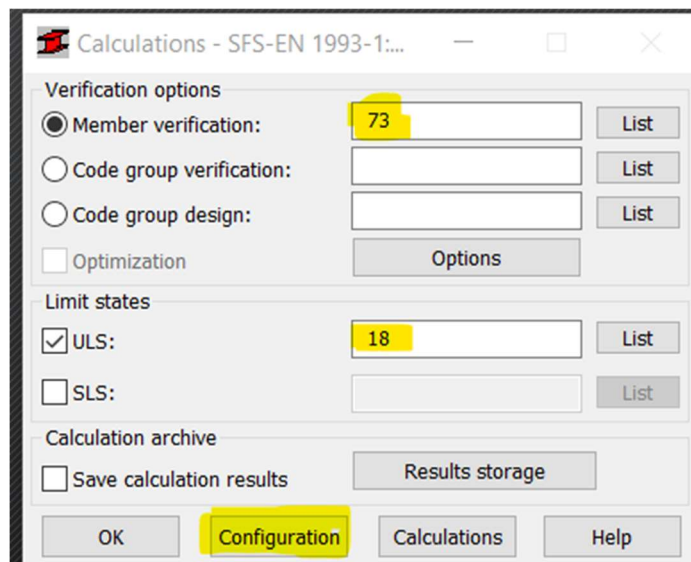 Calculations - SFS-EN 1993-1:...
Verification options
Member verification: 73 List
Code group verification: List
Code group design: List
Optimization Options
Limit states
ULS: 18 List
SLS: List
Calculation archive
Save calculation results Results storage
OK Configuration Calculations Help